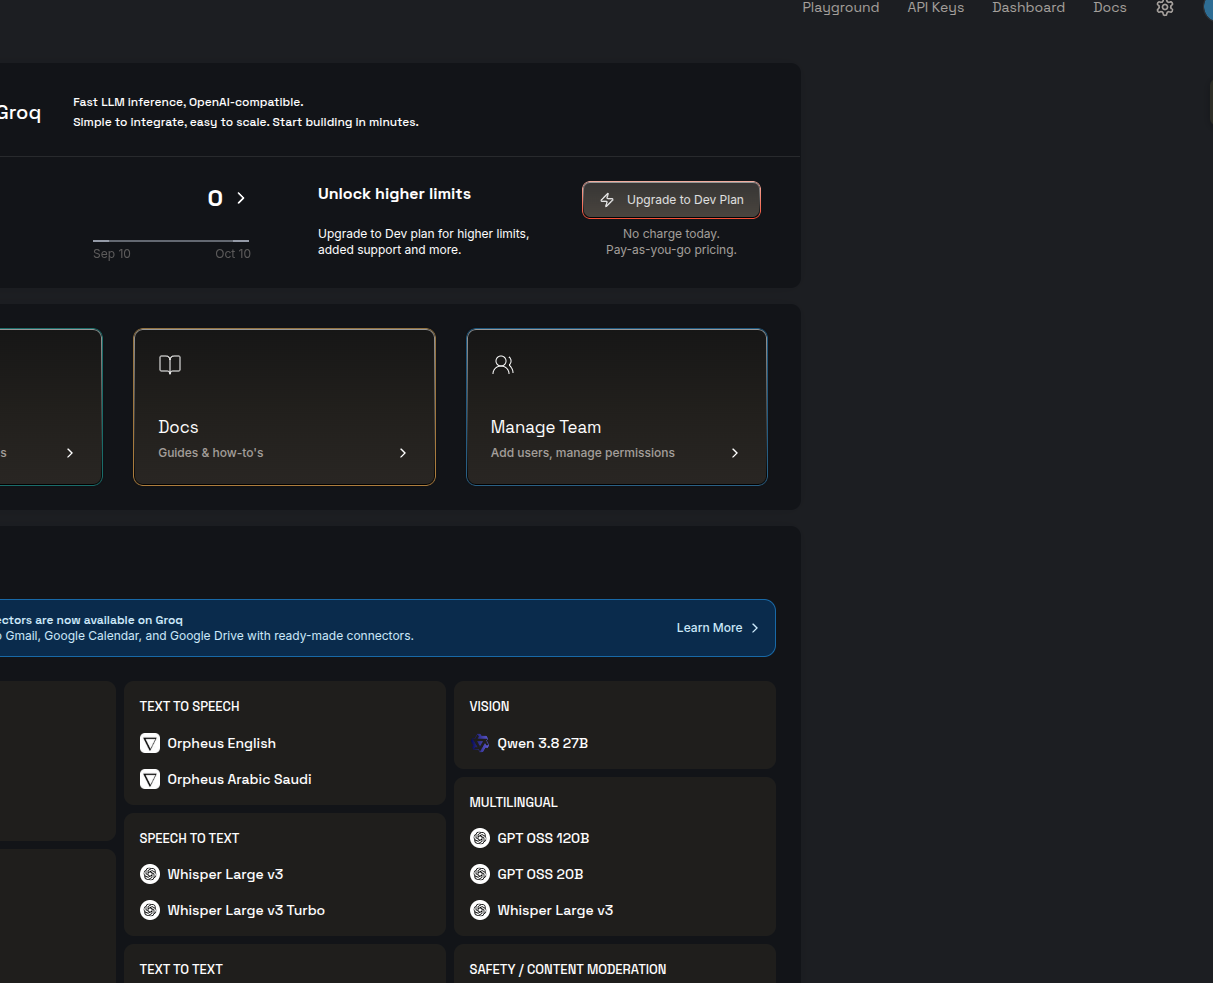 Playground API Keys Dashboard Docs
Groq
Fast LLM inference, OpenAI-compatible.
Simple to integrate, easy to scale. Start building in minutes.
0
Sep 10 Oct 10
Unlock higher limits
Upgrade to Dev plan for higher limits,
added support and more.
Upgrade to Dev Plan
No charge today.
Pay-as-you-go pricing.
s
Docs
Guides & how-to's
Manage Team
Add users, manage permissions
ectors are now available on Groq
o Gmail, Google Calendar, and Google Drive with ready-made connectors.
Learn More
TEXT TO SPEECH
Orpheus English
Orpheus Arabic Saudi
SPEECH TO TEXT
Whisper Large v3
Whisper Large v3 Turbo
TEXT TO TEXT
VISION
Qwen 3.8 27B
MULTILINGUAL
GPT OSS 120B
GPT OSS 20B
Whisper Large v3
SAFETY / CONTENT MODERATION